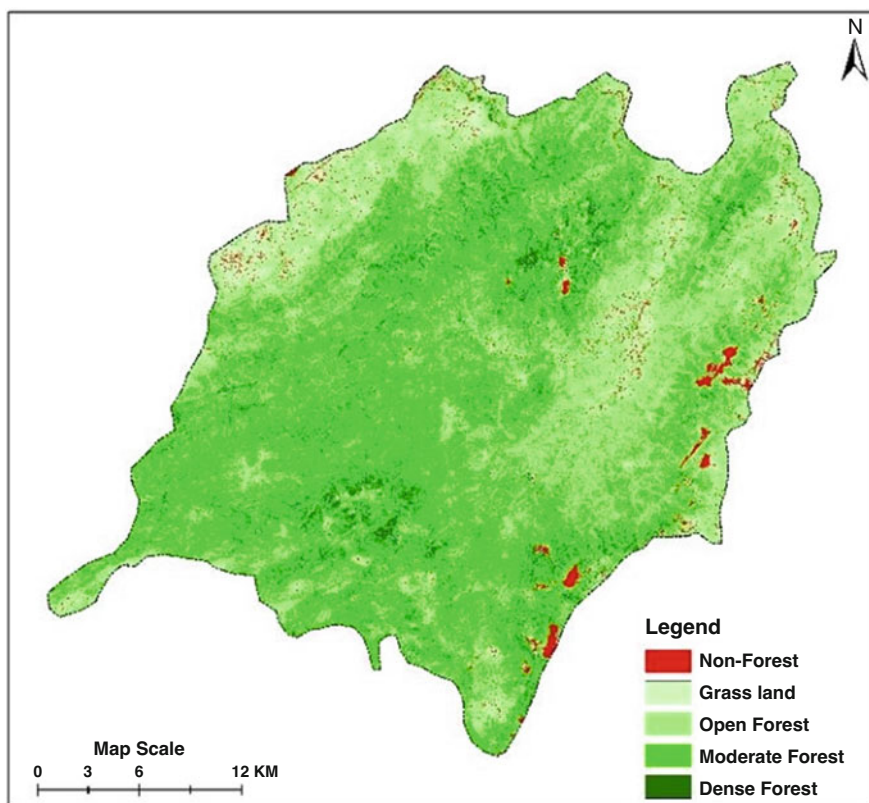 N
Legend
Non-Forest
Grass land
Open Forest
Moderate Forest
Dense Forest
Map Scale
0 3 6 12 KM